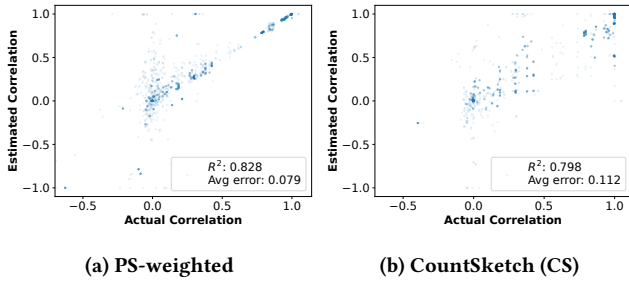 1.0
0.5
0.0
−0.5
−1.0
Estimated Correlation
−0.5 0.0 0.5 1.0
Actual Correlation
R²: 0.828
Avg error: 0.079
(a) PS-weighted
1.0
0.5
0.0
−0.5
−1.0
Estimated Correlation
−0.5 0.0 0.5 1.0
Actual Correlation
R²: 0.798
Avg error: 0.112
(b) CountSketch (CS)